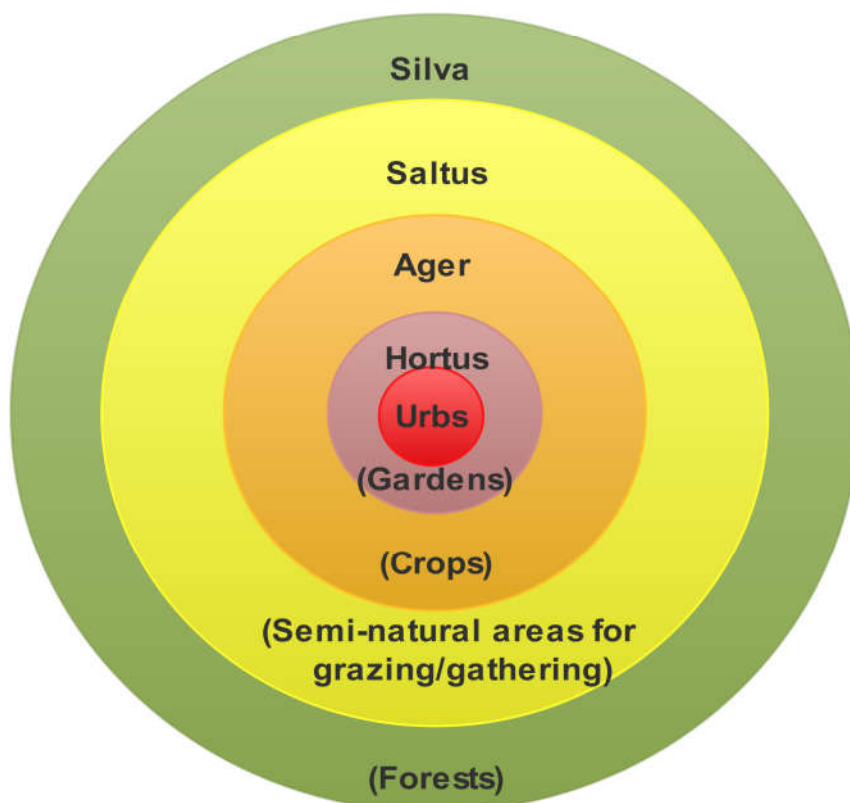 Silva
Saltus
Ager
Hortus
Urbs
(Gardens)
(Crops)
(Semi-natural areas for
grazing/gathering)
(Forests)